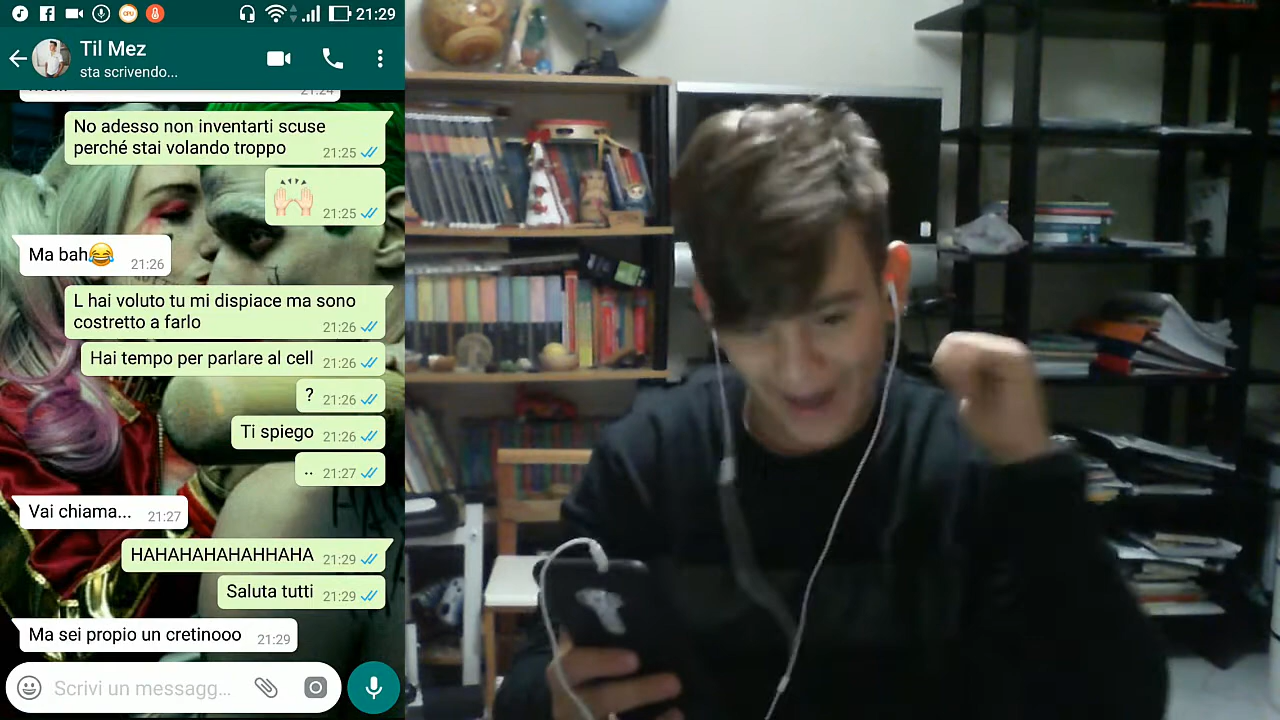 21:29
Til Mez
sta scrivendo...
21:24
No adesso non inventarti scuse
perché stai volando troppo
21:25
21:25
Ma bah😂
21:26
L hai voluto tu mi dispiace ma sono
costretto a farlo
21:26
Hai tempo per parlare al cell 21:26
? 21:26
Ti spiego 21:26
.. 21:27
Vai chiama... 21:27
HAHAHAHAHAHHAHA 21:29
Saluta tutti 21:29
Ma sei propio un cretinooo 21:29
Scrivi un messagg...